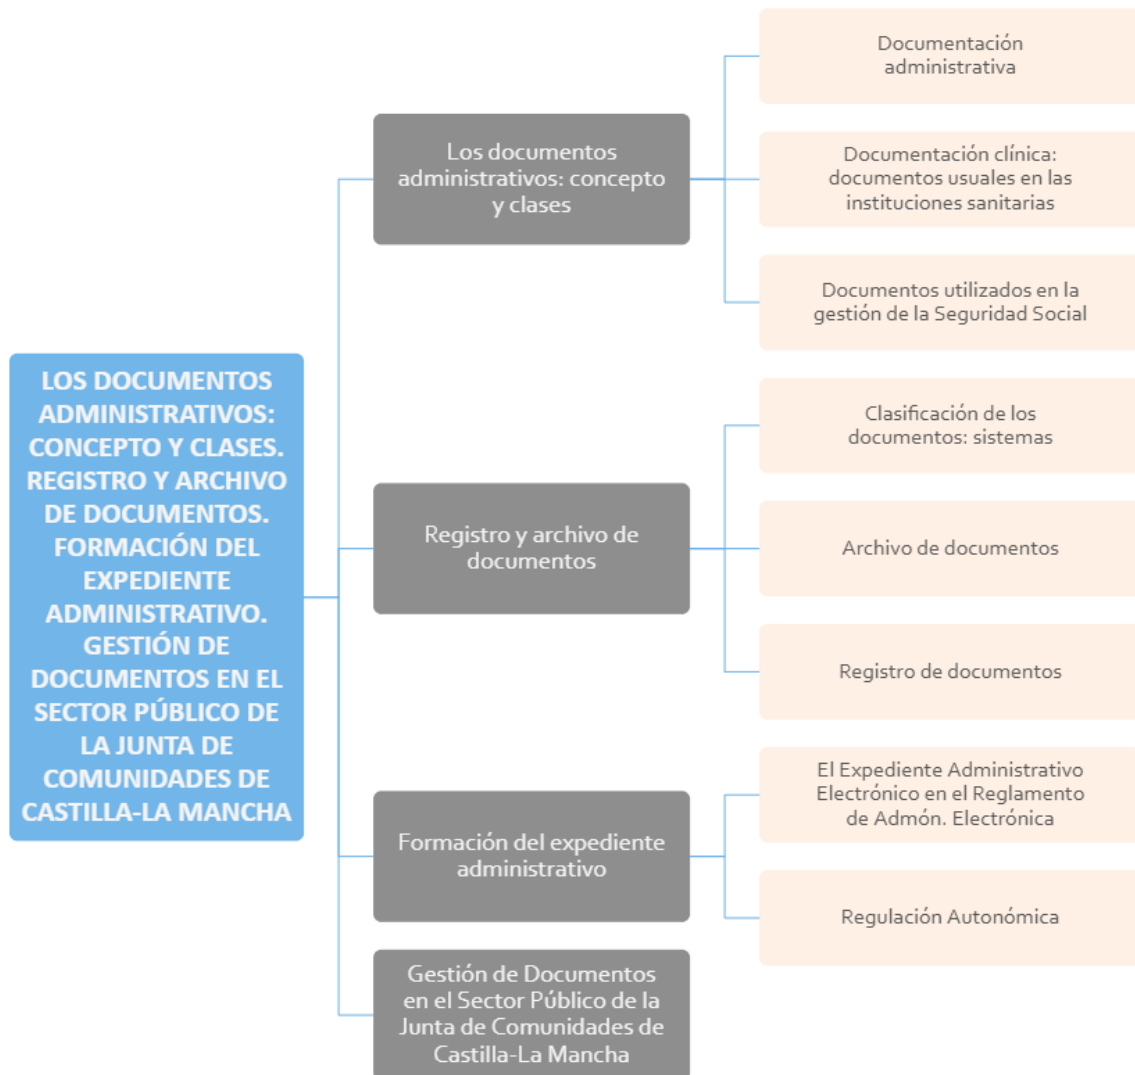 LOS DOCUMENTOS
ADMINISTRATIVOS:
CONCEPTO Y CLASES.
REGISTRO Y ARCHIVO
DE DOCUMENTOS.
FORMACIÓN DEL
EXPEDIENTE
ADMINISTRATIVO.
GESTIÓN DE
DOCUMENTOS EN EL
SECTOR PÚBLICO DE
LA JUNTA DE
COMUNIDADES DE
CASTILLA-LA MANCHA
Los documentos
administrativos: concepto
y clases
Documentación
administrativa
Documentación clínica:
documentos usuales en las
instituciones sanitarias
Documentos utilizados en la
gestión de la Seguridad Social
Registro y archivo de
documentos
Clasificación de los
documentos: sistemas
Archivo de documentos
Registro de documentos
Formación del expediente
administrativo
El Expediente Administrativo
Electrónico en el Reglamento
de Admón. Electrónica
Regulación Autonómica
Gestión de Documentos
en el Sector Público de la
Junta de Comunidades de
Castilla-La Mancha